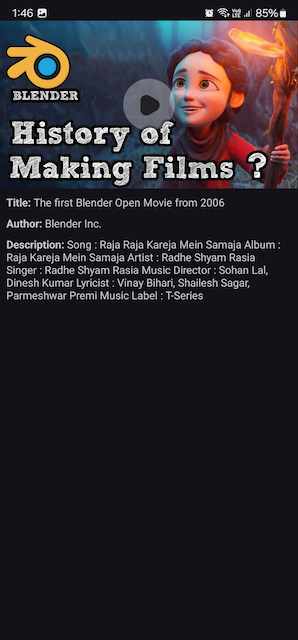 1:46
85%
BLENDER
History of
Making Films ?
Title: The first Blender Open Movie from 2006
Author: Blender Inc.
Description: Song : Raja Raja Kareja Mein Samaja Album :
Raja Kareja Mein Samaja Artist : Radhe Shyam Rasia
Singer : Radhe Shyam Rasia Music Director : Sohan Lal,
Dinesh Kumar Lyricist : Vinay Bihari, Shailesh Sagar,
Parmeshwar Premi Music Label : T-Series